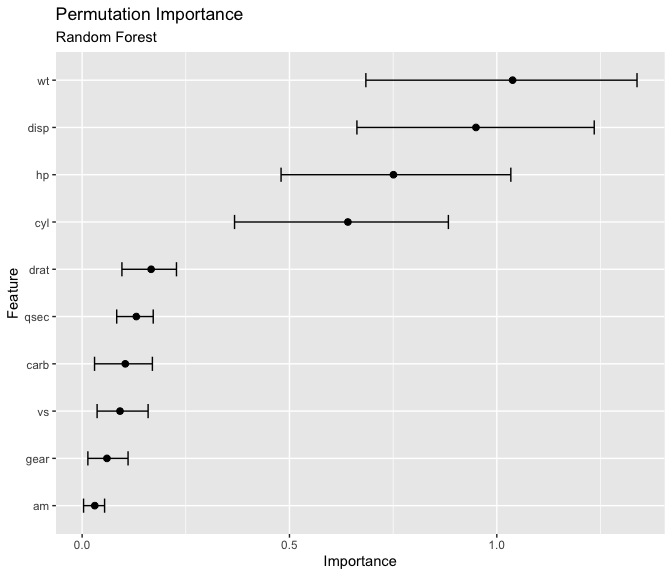 Permutation Importance
Random Forest
wt
disp
hp
cyl
drat
qsec
carb
vs
gear
am
Feature
0.0 0.5 1.0
Importance